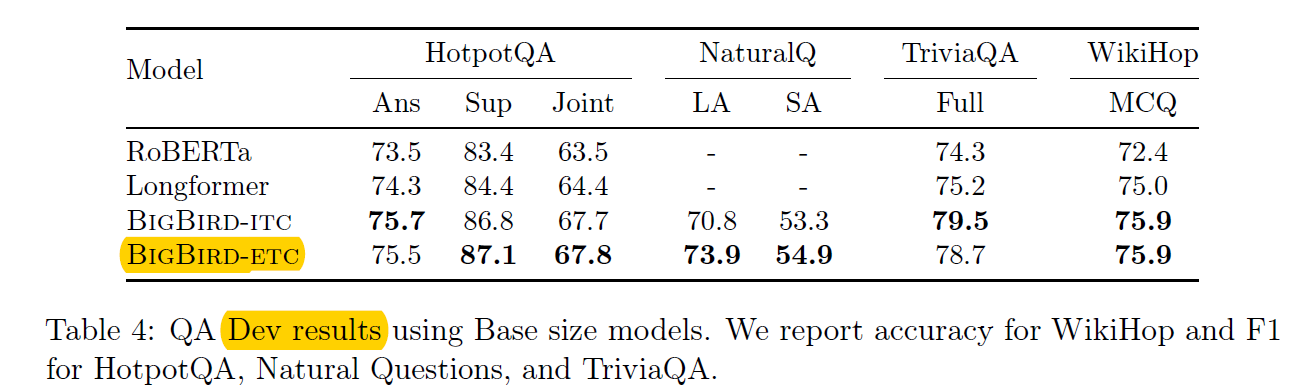 Model HotpotQA NaturalQ TriviaQA WikiHop
Ans Sup Joint LA SA Full MCQ
RoBERTa 73.5 83.4 63.5 - - 74.3 72.4
Longformer 74.3 84.4 64.4 - - 75.2 75.0
BIGBIRD-ITC 75.7 86.8 67.7 70.8 53.3 79.5 75.9
BIGBIRD-ETC 75.5 87.1 67.8 73.9 54.9 78.7 75.9
Table 4: QA Dev results using Base size models. We report accuracy for WikiHop and F1
for HotpotQA, Natural Questions, and TriviaQA.